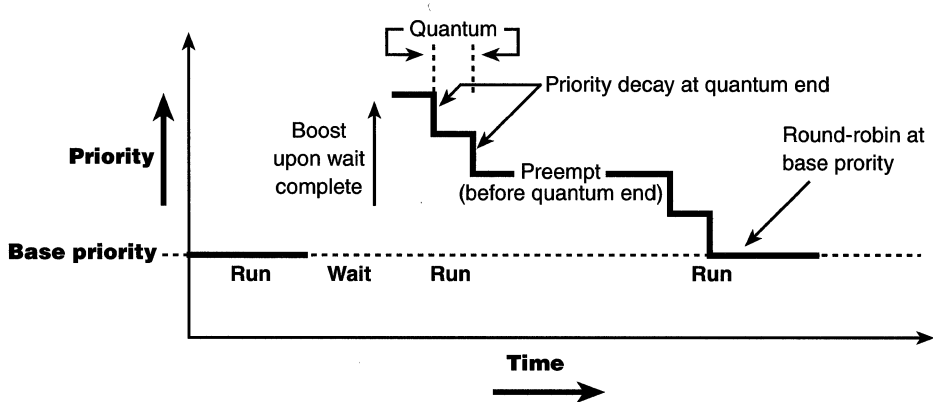 Quantum
Priority decay at quantum end
Boost
upon wait
complete
Round-robin at
base prority
Priority
Preempt
(before quantum end)
Base priority
Run
Wait
Run
Run
Time